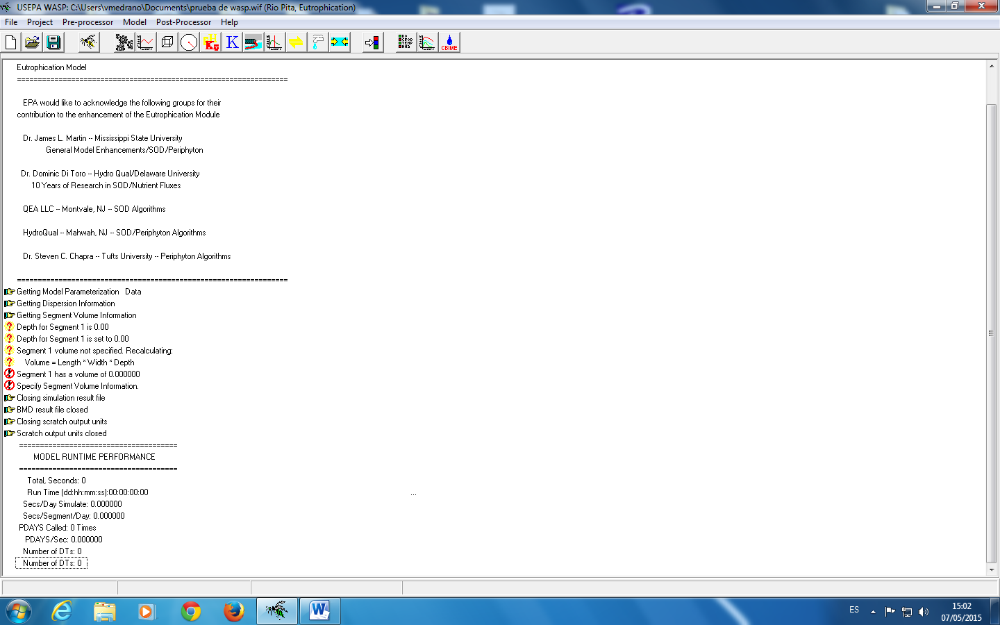 USEPA WASP: C:\Users\vmedrano\Documents\prueba de wasp.wif (Rio Pita, Eutrophication)
File Project Pre-processor Model Post-Processor Help
K
CBIME
Eutrophication Model
=================================================================
EPA would like to acknowledge the following groups for their
contribution to the enhancement of the Eutrophication Module
Dr. James L. Martin -- Mississippi State University
General Model Enhancements/SOD/Periphyton
Dr. Dominic Di Toro -- Hydro Qual/Delaware University
10 Years of Research in SOD/Nutrient Fluxes
QEA LLC -- Montvale, NJ -- SOD Algorithms
HydroQual -- Mahwah, NJ -- SOD/Periphyton Algorithms
Dr. Steven C. Chapra -- Tufts University -- Periphyton Algorithms
=================================================================
Getting Model Parameterization Data
Getting Dispersion Information
Getting Segment Volume Information
Depth for Segment 1 is 0.00
Depth for Segment 1 is set to 0.00
Segment 1 volume not specified. Recalculating:
Volume = Length * Width * Depth
Segment 1 has a volume of 0.000000
Specify Segment Volume Information.
Closing simulation result file
BMD result file closed
Closing scratch output units
Scratch output units closed
======================================
MODEL RUNTIME PERFORMANCE
======================================
Total, Seconds: 0
Run Time (dd:hh:mm:ss):00:00:00:00 ...
Secs/Day Simulate: 0.000000
Secs/Segment/Day: 0.000000
PDAYS Called: 0 Times
PDAYS/Sec: 0.000000
Number of DTs: 0
Number of DTs: 0
ES
15:02
07/05/2015